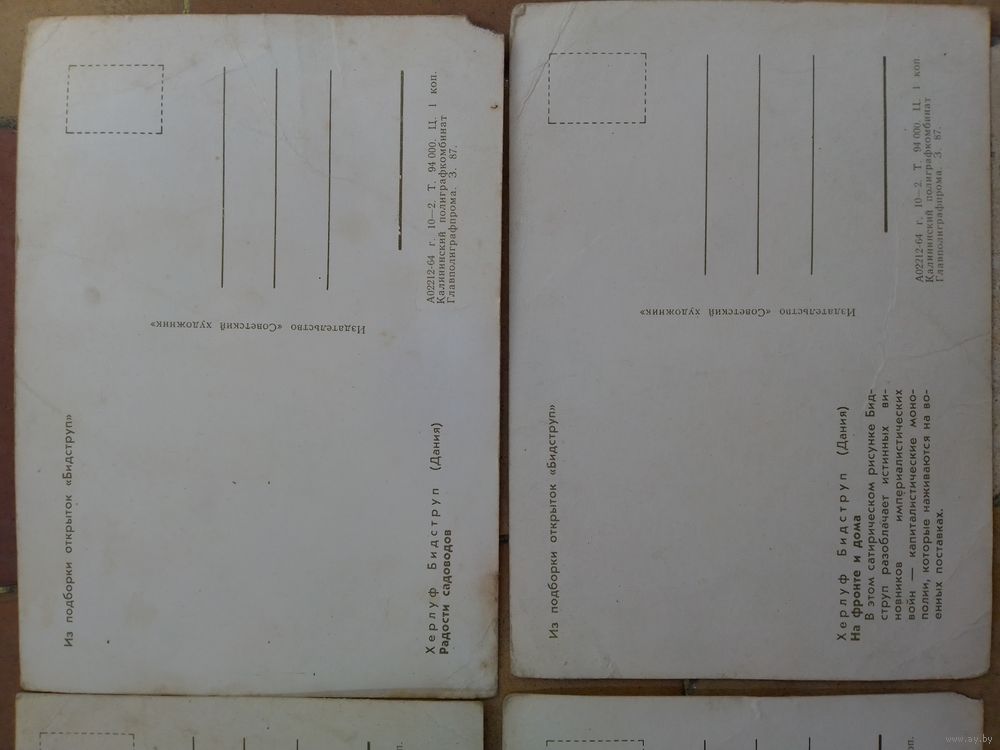 Из подборки открыток «Бидструп»
Херлуф Бидструп (Дания)
Радости садоводов
Издательство «Советский художник»
А02212-64 г. 10—2. Т. 94 000. Ц. 1 коп.
Калининский полиграфкомбинат
Главполиграфпрома. З. 87.
Из подборки открыток «Бидструп»
Херлуф Бидструп (Дания)
На фронте и дома
В этом сатирическом рисунке Бид-
струп разоблачает истинных ви-
новников империалистических
войн — капиталистические моно-
полии, которые наживаются на во-
енных поставках.
Издательство «Советский художник»
А02212-64 г. 10—2. Т. 94 000. Ц. 1 коп
Калининский полиграфкомбинат
Главполиграфпрома. З. 87.
www.ay.by